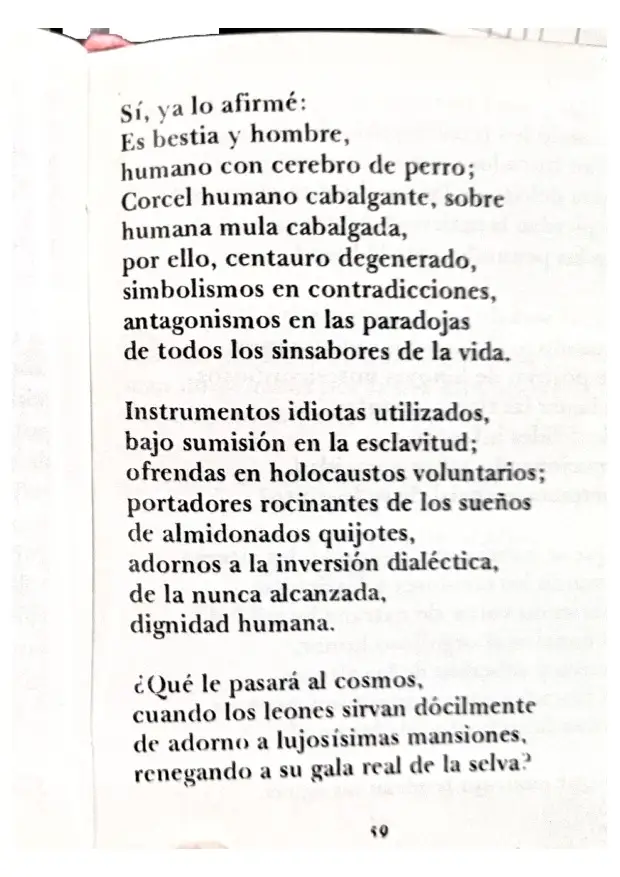 Sí, ya lo afirmé:
Es bestia y hombre,
humano con cerebro de perro;
Corcel humano cabalgante, sobre
humana mula cabalgada,
por ello, centauro degenerado,
simbolismos en contradicciones,
antagonismos en las paradojas
de todos los sinsabores de la vida.
Instrumentos idiotas utilizados,
bajo sumisión en la esclavitud;
ofrendas en holocaustos voluntarios;
portadores rocinantes de los sueños
de almidonados quijotes,
adornos a la inversión dialéctica,
de la nunca alcanzada,
dignidad humana.
¿Qué le pasará al cosmos,
cuando los leones sirvan dócilmente
de adorno a lujosísimas mansiones,
renegando a su gala real de la selva?